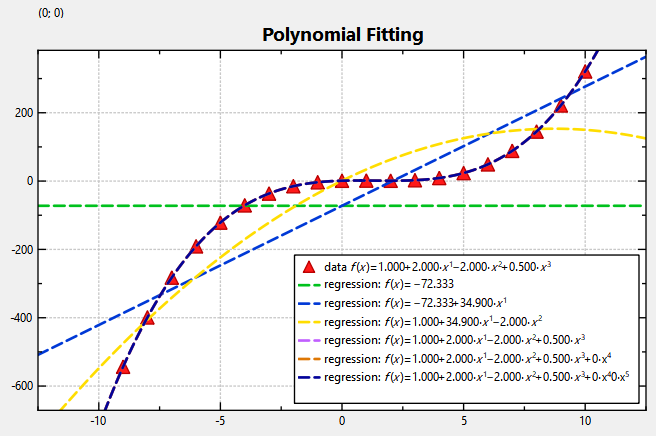 (0; 0)
Polynomial Fitting
200
0
-200
-400
-600
-10
-5
0
5
10
data f(x)=1.000+2.000·x¹−2.000·x²+0.500·x³
regression: f(x)= −72.333
regression: f(x)= −72.333+34.900·x¹
regression: f(x)=1.000+34.900·x¹−2.000·x²
regression: f(x)=1.000+2.000·x¹−2.000·x²+0.500·x³
regression: f(x)=1.000+2.000·x¹−2.000·x²+0.500·x³+0·x⁴
regression: f(x)=1.000+2.000·x¹−2.000·x²+0.500·x³+0·x⁴0·x⁵